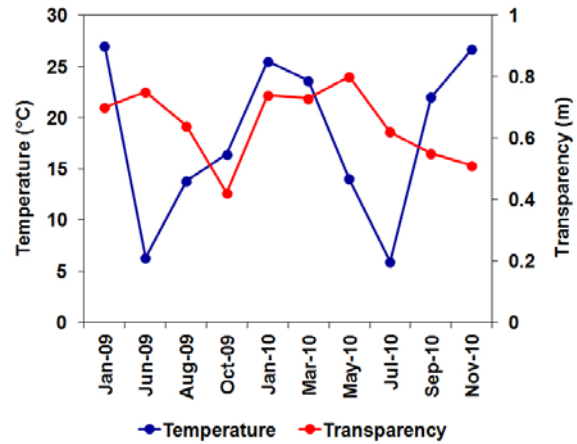 Temperature (°C)
30
25
20
15
10
5
0
Transparency (m)
1
0.8
0.6
0.4
0.2
0
Jan-09
Jun-09
Aug-09
Oct-09
Jan-10
Mar-10
May-10
Jul-10
Sep-10
Nov-10
Temperature Transparency